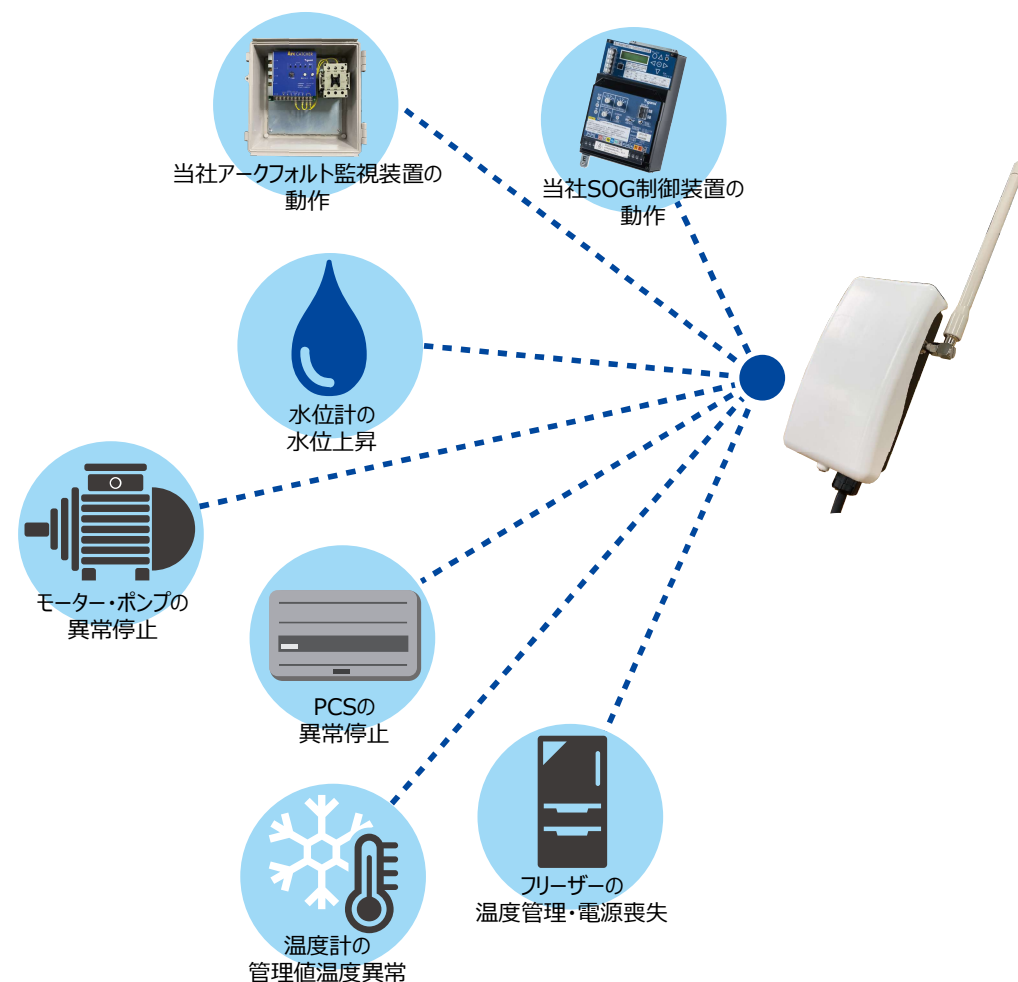 Arc CATCHER
当社アークフォルト監視装置の
動作
当社SOG制御装置の
動作
水位計の
水位上昇
モーター・ポンプの
異常停止
PCSの
異常停止
フリーザーの
温度管理・電源喪失
温度計の
管理値温度異常